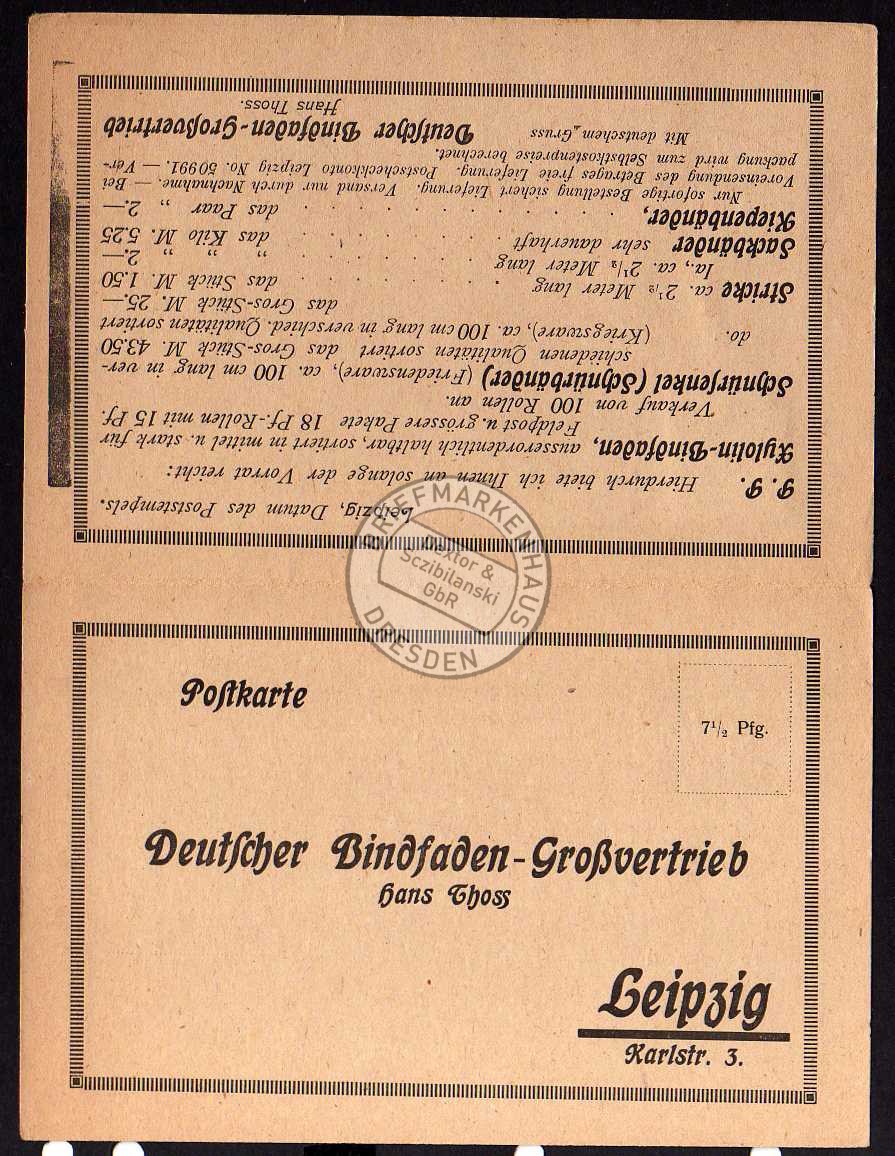 Leipzig, Datum des Poststempels.
P. P.
Hierdurch biete ich Ihnen an solange der Vorrat reicht:
Xylolin-Bindfaden, ausserordentlich haltbar, sortiert in mittel u. stark für
Feldpost u. grössere Pakete 18 Pf.-Rollen mit 15 Pf.
Verkauf von 100 Rollen an.
Schnürsenkel (Schnürbänder) (Friedensware), ca. 100 cm lang in ver-
schiedenen Qualitäten sortiert das Gros-Stück M. 43.50
do. (Kriegsware), ca. 100 cm lang in verschied. Qualitäten sortiert
das Gros-Stück M. 25.—
Stricke ca. 2½ Meter lang . . . . . . . das Stück M. 1.50
Ia., ca. 2½ Meter lang . . . . . . . „ „ „ 2.—
Sackbänder sehr dauerhaft . . . . . . . das Kilo M. 5.25
Kiepenbänder, . . . . . . . das Paar „ 2.—
Nur sofortige Bestellung sichert Lieferung. Versand nur durch Nachnahme. — Bei
Voreinsendung des Betrages freie Lieferung. Postscheckkonto Leipzig No. 50991. — Ver-
packung wird zum Selbstkostenpreise berechnet.
Mit deutschem Gruss Deutscher Bindfaden-Großvertrieb
Hans Thoss.
BRIEFMARKENHAUS
Dextor &
Sczibilanski
GbR
DRESDEN
Postkarte
7½ Pfg.
Deutscher Bindfaden-Großvertrieb
Hans Thoss
Leipzig
Karlstr. 3.